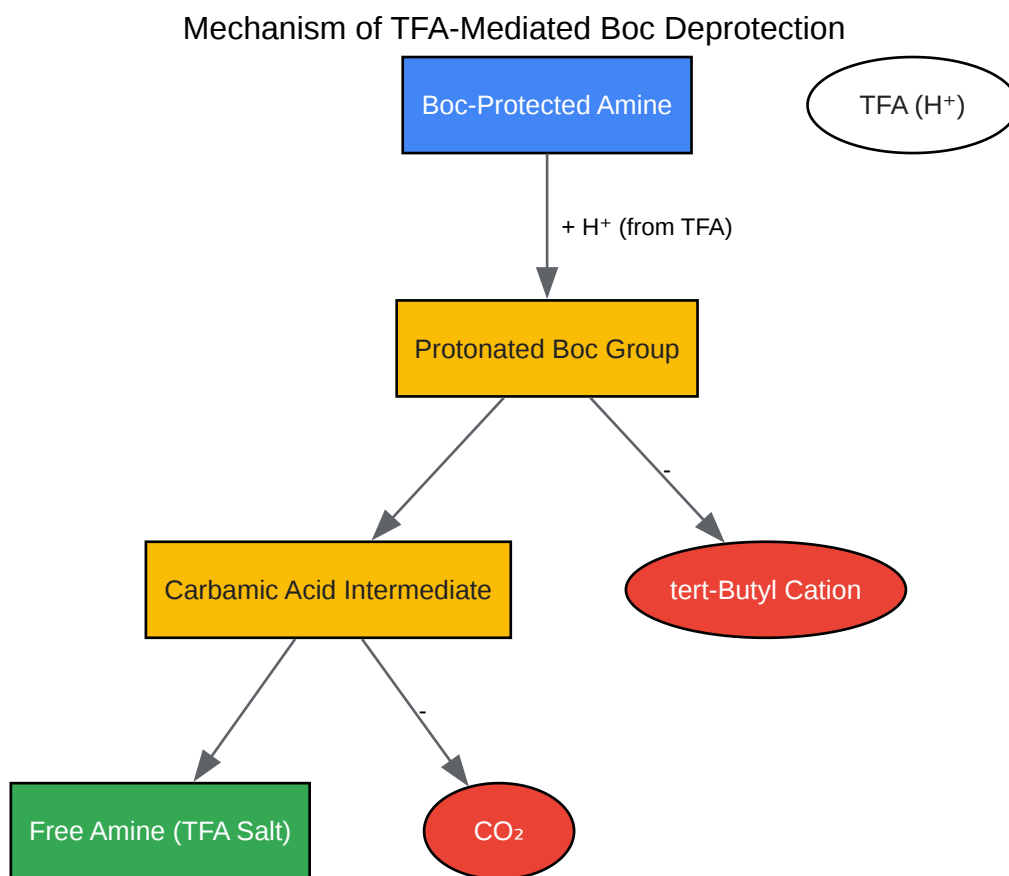 Mechanism of TFA-Mediated Boc Deprotection
Boc-Protected Amine
TFA (H⁺)
+ H⁺ (from TFA)
Protonated Boc Group
-
Carbamic Acid Intermediate
tert-Butyl Cation
-
Free Amine (TFA Salt)
CO₂